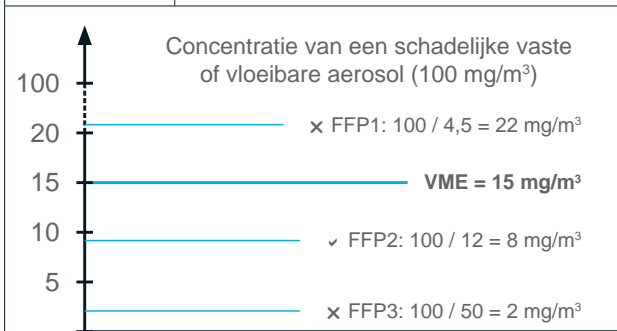 Concentratie van een schadelijke vaste
of vloeibare aerosol (100 mg/m³)
100
✕ FFP1: 100 / 4,5 = 22 mg/m³
20
15
VME = 15 mg/m³
10
✓ FFP2: 100 / 12 = 8 mg/m³
5
✕ FFP3: 100 / 50 = 2 mg/m³